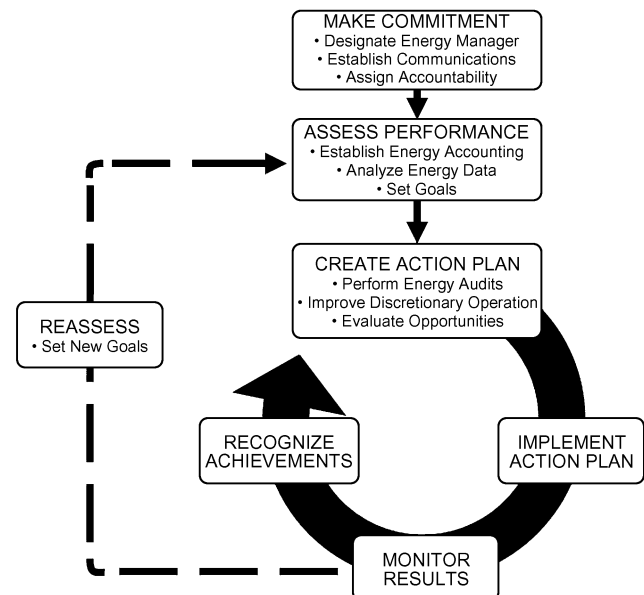 MAKE COMMITMENT
• Designate Energy Manager
• Establish Communications
• Assign Accountability
ASSESS PERFORMANCE
• Establish Energy Accounting
• Analyze Energy Data
• Set Goals
CREATE ACTION PLAN
• Perform Energy Audits
• Improve Discretionary Operation
• Evaluate Opportunities
REASSESS
• Set New Goals
RECOGNIZE
ACHIEVEMENTS
IMPLEMENT
ACTION PLAN
MONITOR
RESULTS